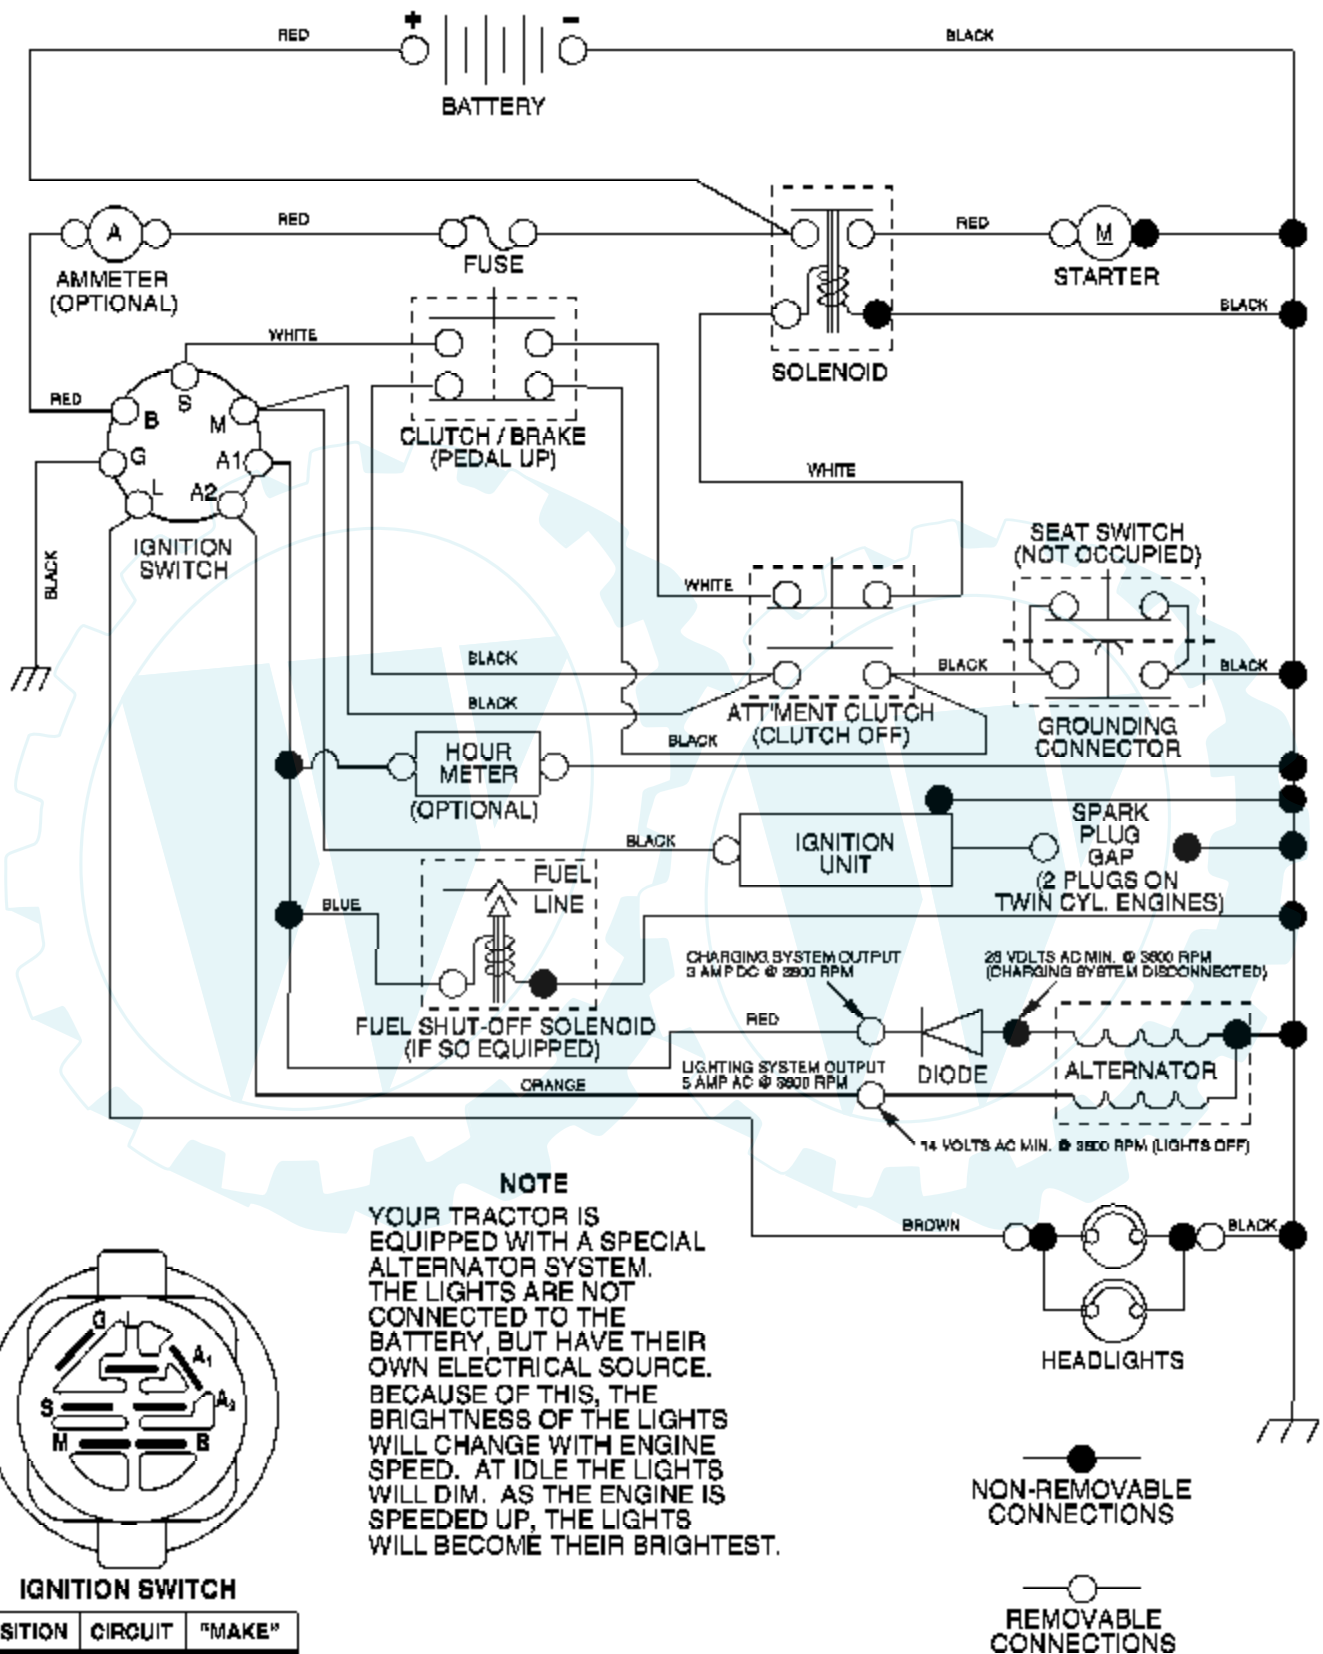 + -
RED
BLACK
BATTERY
A
RED
AMMETER
(OPTIONAL)
FUSE
RED
M
STARTER
BLACK
SOLENOID
WHITE
S
RED
B
M
G
A1
L
A2
IGNITION
SWITCH
BLACK
CLUTCH / BRAKE
(PEDAL UP)
WHITE
SEAT SWITCH
(NOT OCCUPIED)
WHITE
BLACK
BLACK
BLACK
BLACK
ATT'MENT CLUTCH
(CLUTCH OFF)
BLACK
GROUNDING
CONNECTOR
HOUR
METER
(OPTIONAL)
BLACK
IGNITION
UNIT
SPARK
PLUG
GAP
(2 PLUGS ON
TWIN CYL. ENGINES)
BLUE
FUEL
LINE
FUEL SHUT-OFF SOLENOID
(IF SO EQUIPPED)
CHARGING SYSTEM OUTPUT
3 AMP DC @ 3600 RPM
28 VOLTS AC MIN. @ 3600 RPM
(CHARGING SYSTEM DISCONNECTED)
RED
DIODE
ALTERNATOR
LIGHTING SYSTEM OUTPUT
5 AMP AC @ 3600 RPM
ORANGE
14 VOLTS AC MIN. @ 3600 RPM (LIGHTS OFF)
BROWN
BLACK
HEADLIGHTS
NOTE
YOUR TRACTOR IS
EQUIPPED WITH A SPECIAL
ALTERNATOR SYSTEM.
THE LIGHTS ARE NOT
CONNECTED TO THE
BATTERY, BUT HAVE THEIR
OWN ELECTRICAL SOURCE.
BECAUSE OF THIS, THE
BRIGHTNESS OF THE LIGHTS
WILL CHANGE WITH ENGINE
SPEED. AT IDLE THE LIGHTS
WILL DIM. AS THE ENGINE IS
SPEEDED UP, THE LIGHTS
WILL BECOME THEIR BRIGHTEST.
G
L
A1
A2
S
M
B
IGNITION SWITCH
SITION CIRCUIT "MAKE"
NON-REMOVABLE
CONNECTIONS
REMOVABLE
CONNECTIONS